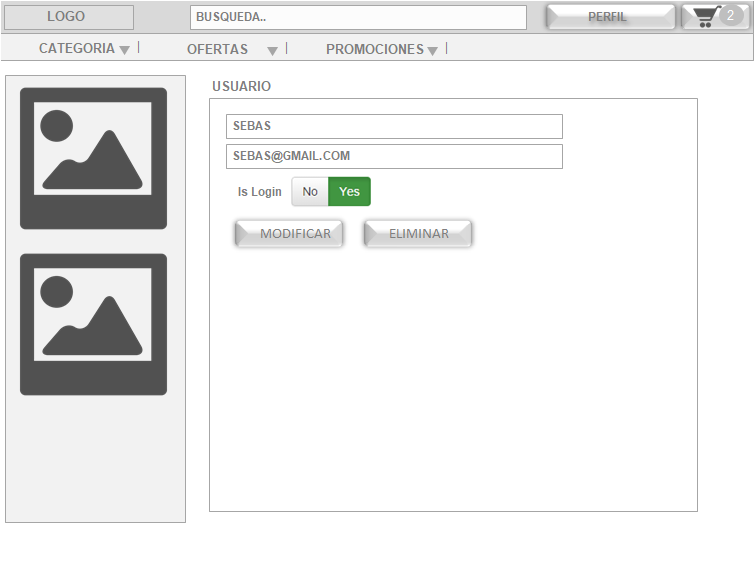 LOGO
BUSQUEDA..
PERFIL
2
CATEGORIA
OFERTAS
PROMOCIONES
USUARIO
SEBAS
SEBAS@GMAIL.COM
Is Login No Yes
MODIFICAR
ELIMINAR